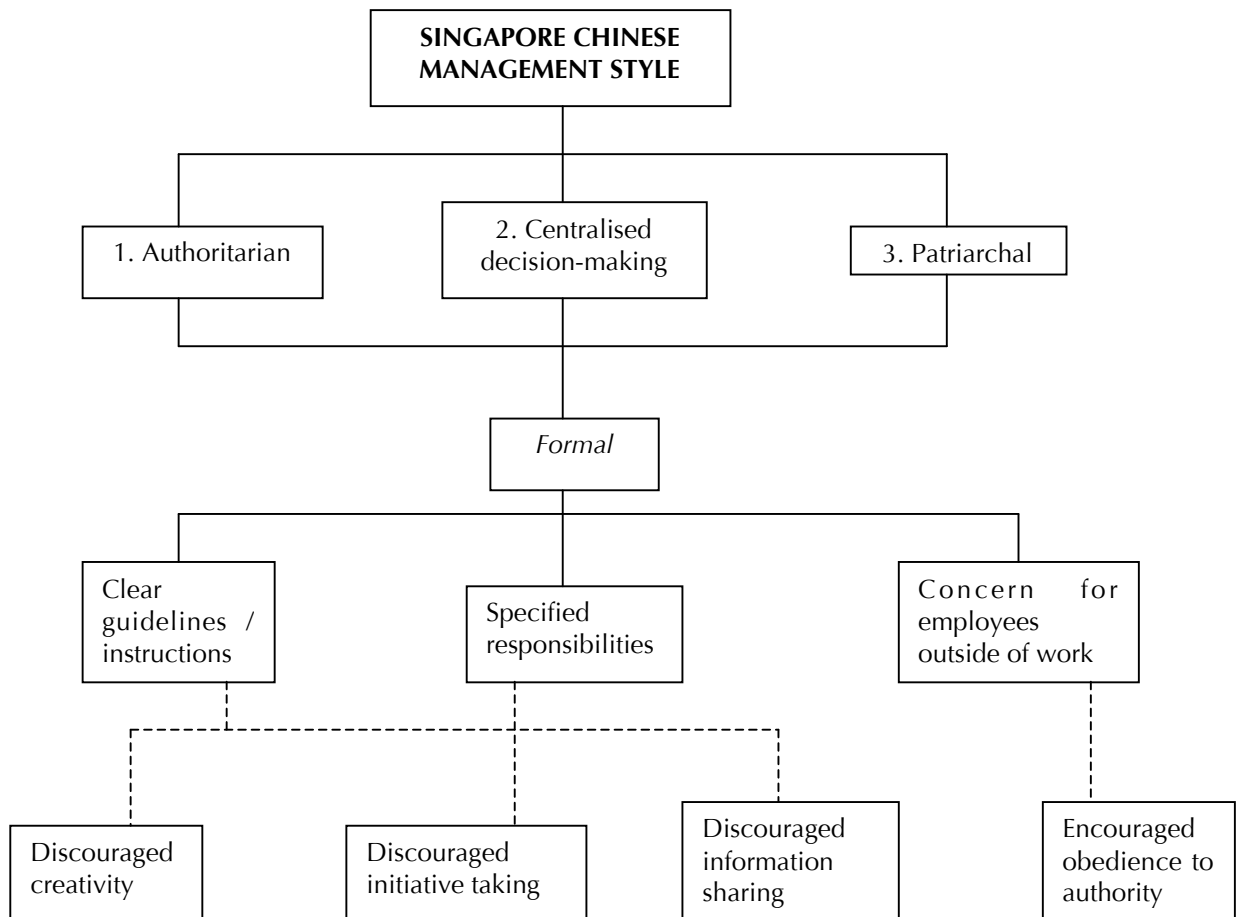 SINGAPORE CHINESE
MANAGEMENT STYLE
1. Authoritarian
2. Centralised
decision-making
3. Patriarchal
Formal
Clear
guidelines /
instructions
Specified
responsibilities
Concern for
employees
outside of work
Discouraged
creativity
Discouraged
initiative taking
Discouraged
information
sharing
Encouraged
obedience to
authority